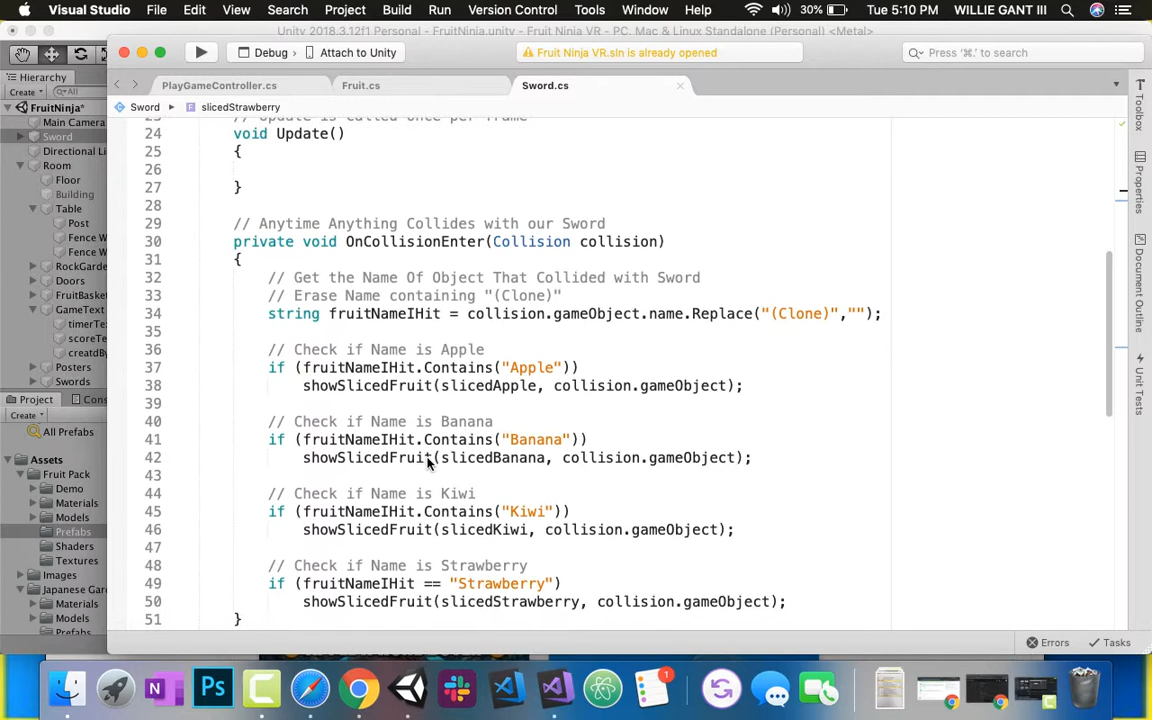 Visual Studio File Edit View Search Project Build Run Version Control Tools Window Help 30% Tue 5:10 PM WILLIE GANT III
Unity 2018.3.11f1 Personal - FruitNinja.unity - Fruit Ninja VR - PC, Mac & Linux Standalone (Personal) <Metal>
Debug Attach to Unity
Fruit Ninja VR.sln is already opened
Press '⌘.' to search
Hierarchy
Create
All
PlayGameController.cs Fruit.cs Sword.cs
FruitNinja*
Sword slicedStrawberry
Main Camera
Sword
Directional Li
Room
Floor
Building
Table
Post
Fence W
Fence W
RockGarde
Doors
FruitBasket
GameText
timerTex
scoreTe
creatdBy
Posters
Swords
Project Cons
Create
All Prefabs
Assets
Fruit Pack
Demo
Materials
Models
Prefabs
Shaders
Textures
Images
Japanese Gar
Materials
Models
Prefabs
23 // Update is called once per frame
24 void Update()
25 {
26
27 }
28
29 // Anytime Anything Collides with our Sword
30 private void OnCollisionEnter(Collision collision)
31 {
32 // Get the Name Of Object That Collided with Sword
33 // Erase Name containing "(Clone)"
34 string fruitNameIHit = collision.gameObject.name.Replace("(Clone)","");
35
36 // Check if Name is Apple
37 if (fruitNameIHit.Contains("Apple"))
38 showSlicedFruit(slicedApple, collision.gameObject);
39
40 // Check if Name is Banana
41 if (fruitNameIHit.Contains("Banana"))
42 showSlicedFruit(slicedBanana, collision.gameObject);
43
44 // Check if Name is Kiwi
45 if (fruitNameIHit.Contains("Kiwi"))
46 showSlicedFruit(slicedKiwi, collision.gameObject);
47
48 // Check if Name is Strawberry
49 if (fruitNameIHit == "Strawberry")
50 showSlicedFruit(slicedStrawberry, collision.gameObject);
51 }
Toolbox
Properties
Document Outline
Unit Tests
Errors Tasks
N Ps 1